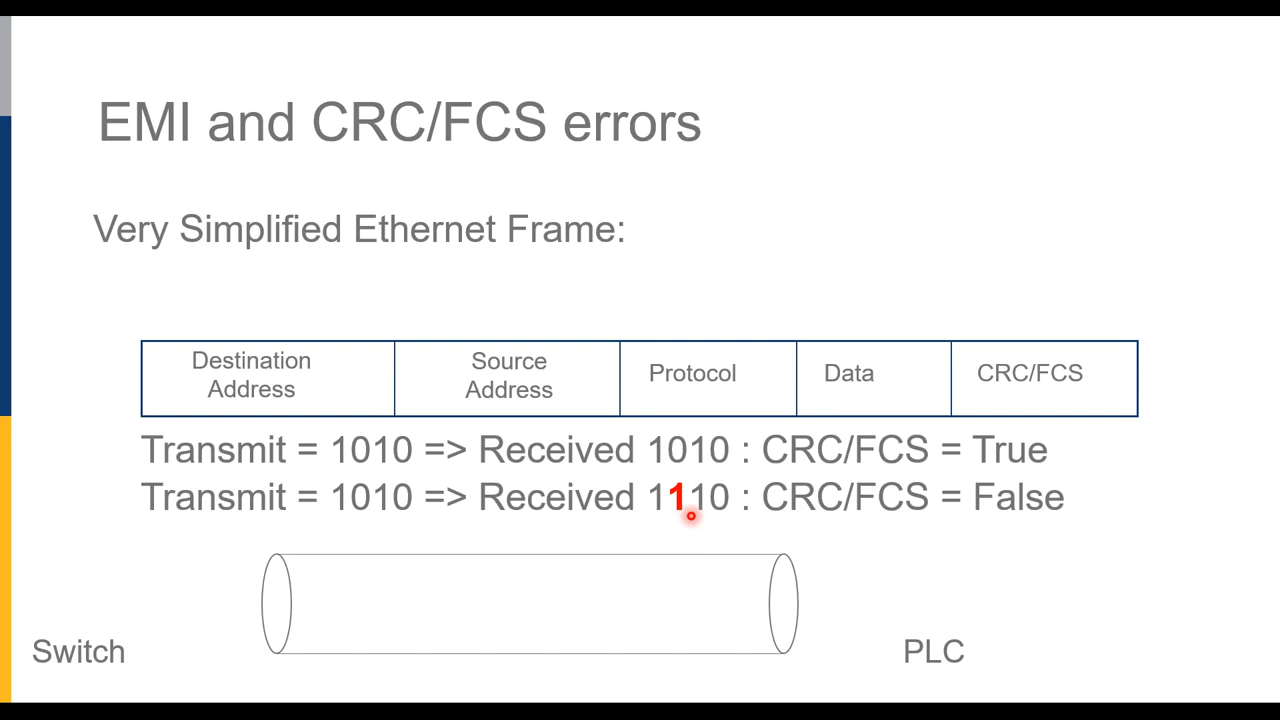 EMI and CRC/FCS errors
Very Simplified Ethernet Frame:
Destination
Address
Source
Address
Protocol
Data
CRC/FCS
Transmit = 1010 => Received 1010 : CRC/FCS = True
Transmit = 1010 => Received 1110 : CRC/FCS = False
Switch
PLC